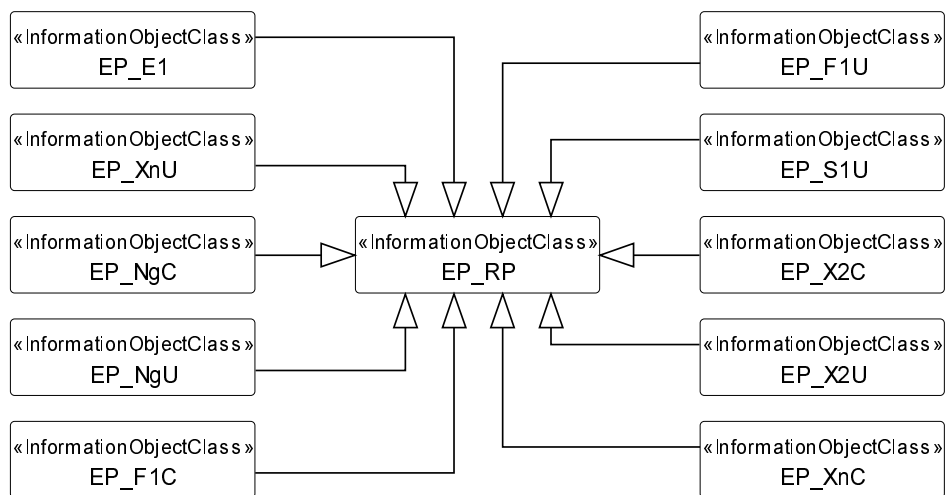 «InformationObjectClass»
EP_E1
«InformationObjectClass»
EP_F1U
«InformationObjectClass»
EP_XnU
«InformationObjectClass»
EP_S1U
«InformationObjectClass»
EP_NgC
«InformationObjectClass»
EP_RP
«InformationObjectClass»
EP_X2C
«InformationObjectClass»
EP_NgU
«InformationObjectClass»
EP_X2U
«InformationObjectClass»
EP_F1C
«InformationObjectClass»
EP_XnC